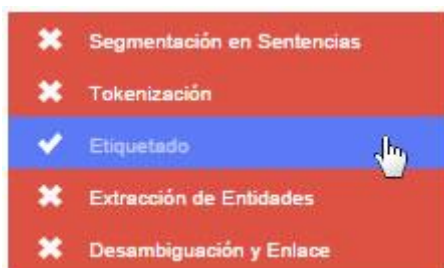 Segmentación en Sentencias
Tokenización
Etiquetado
Extracción de Entidades
Desambiguación y Enlace